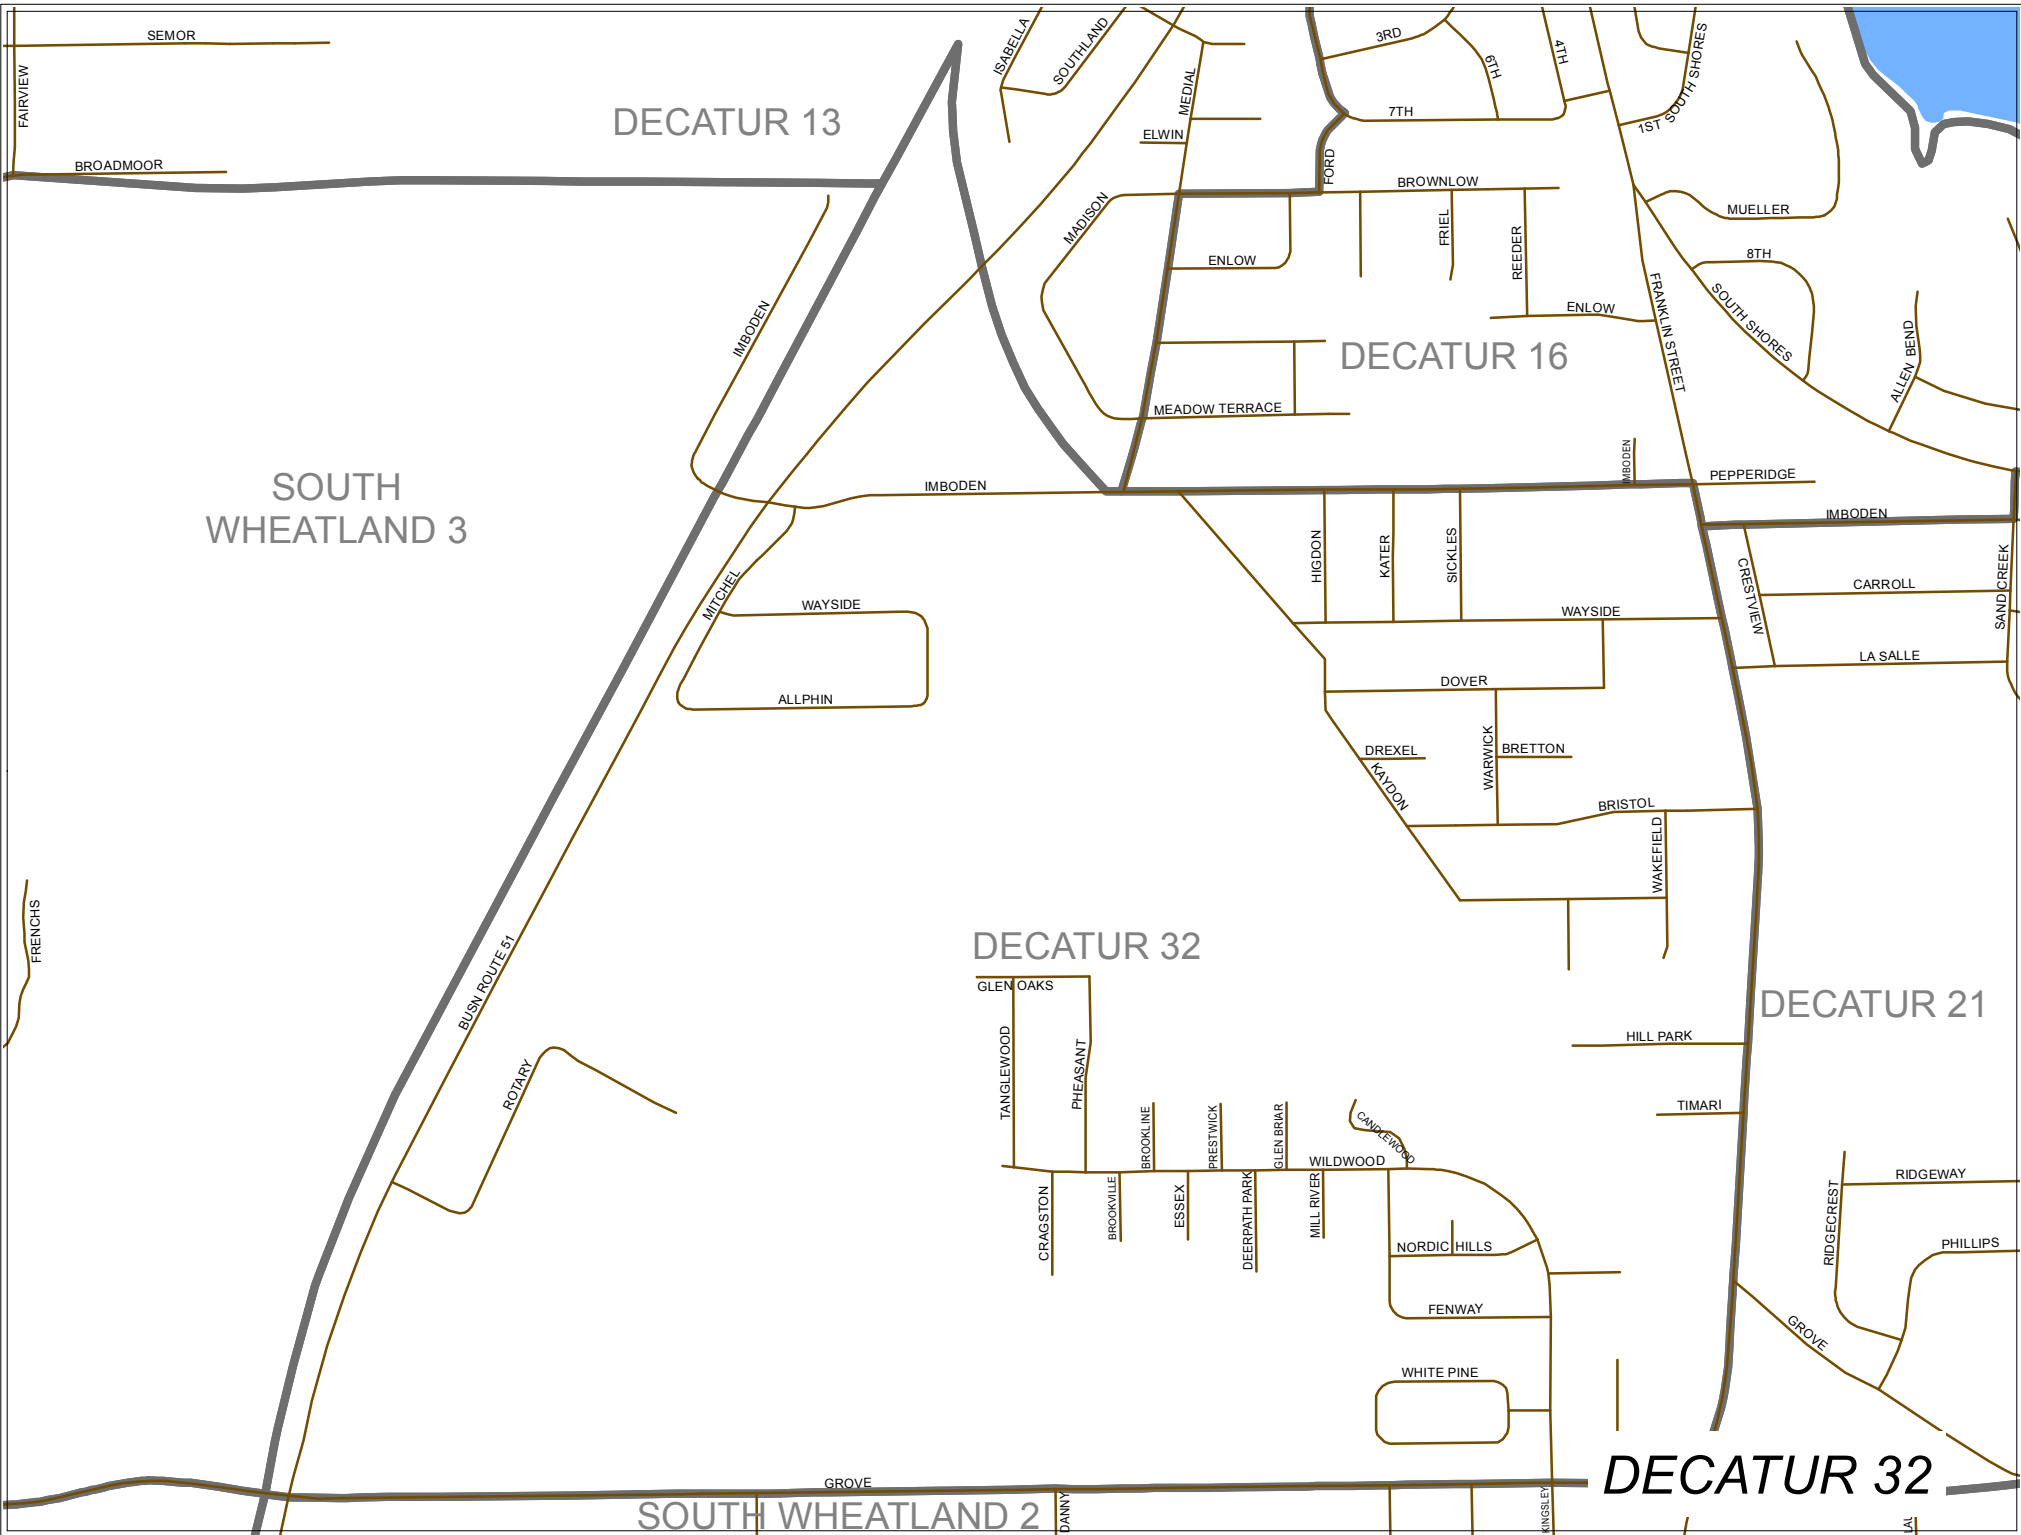 SEMOR
FAIRVIEW
BROADMOOR
DECATUR 13
ISABELLA
SOUTHLAND
MEDIAL
ELWIN
3RD
6TH
4TH
7TH
1ST
SOUTH SHORES
FORD
BROWNLOW
MUELLER
MADISON
ENLOW
FRIEL
REEDER
8TH
ENLOW
FRANKLIN STREET
SOUTH SHORES
ALLEN BEND
IMBODEN
DECATUR 16
MEADOW TERRACE
IMBODEN
PEPPERIDGE
SOUTH
WHEATLAND 3
IMBODEN
IMBODEN
HIGDON
KATER
SICKLES
CRESTVIEW
CARROLL
SAND CREEK
MITCHEL
WAYSIDE
WAYSIDE
LA SALLE
ALLPHIN
DOVER
DREXEL
WARWICK
BRETTON
KAYDON
BRISTOL
WAKEFIELD
FRENCHS
BUSN ROUTE 51
DECATUR 32
GLEN OAKS
DECATUR 21
TANGLEWOOD
PHEASANT
HILL PARK
ROTARY
TIMARI
BROOKLINE
PRESTWICK
GLEN BRIAR
CANDLEWOOD
WILDWOOD
CRAGSTON
BROOKVILLE
ESSEX
DEERPATH PARK
MILL RIVER
RIDGEWAY
RIDGECREST
NORDIC HILLS
PHILLIPS
FENWAY
GROVE
WHITE PINE
GROVE
DECATUR 32
SOUTH WHEATLAND 2
DANNY
KINGSLEY